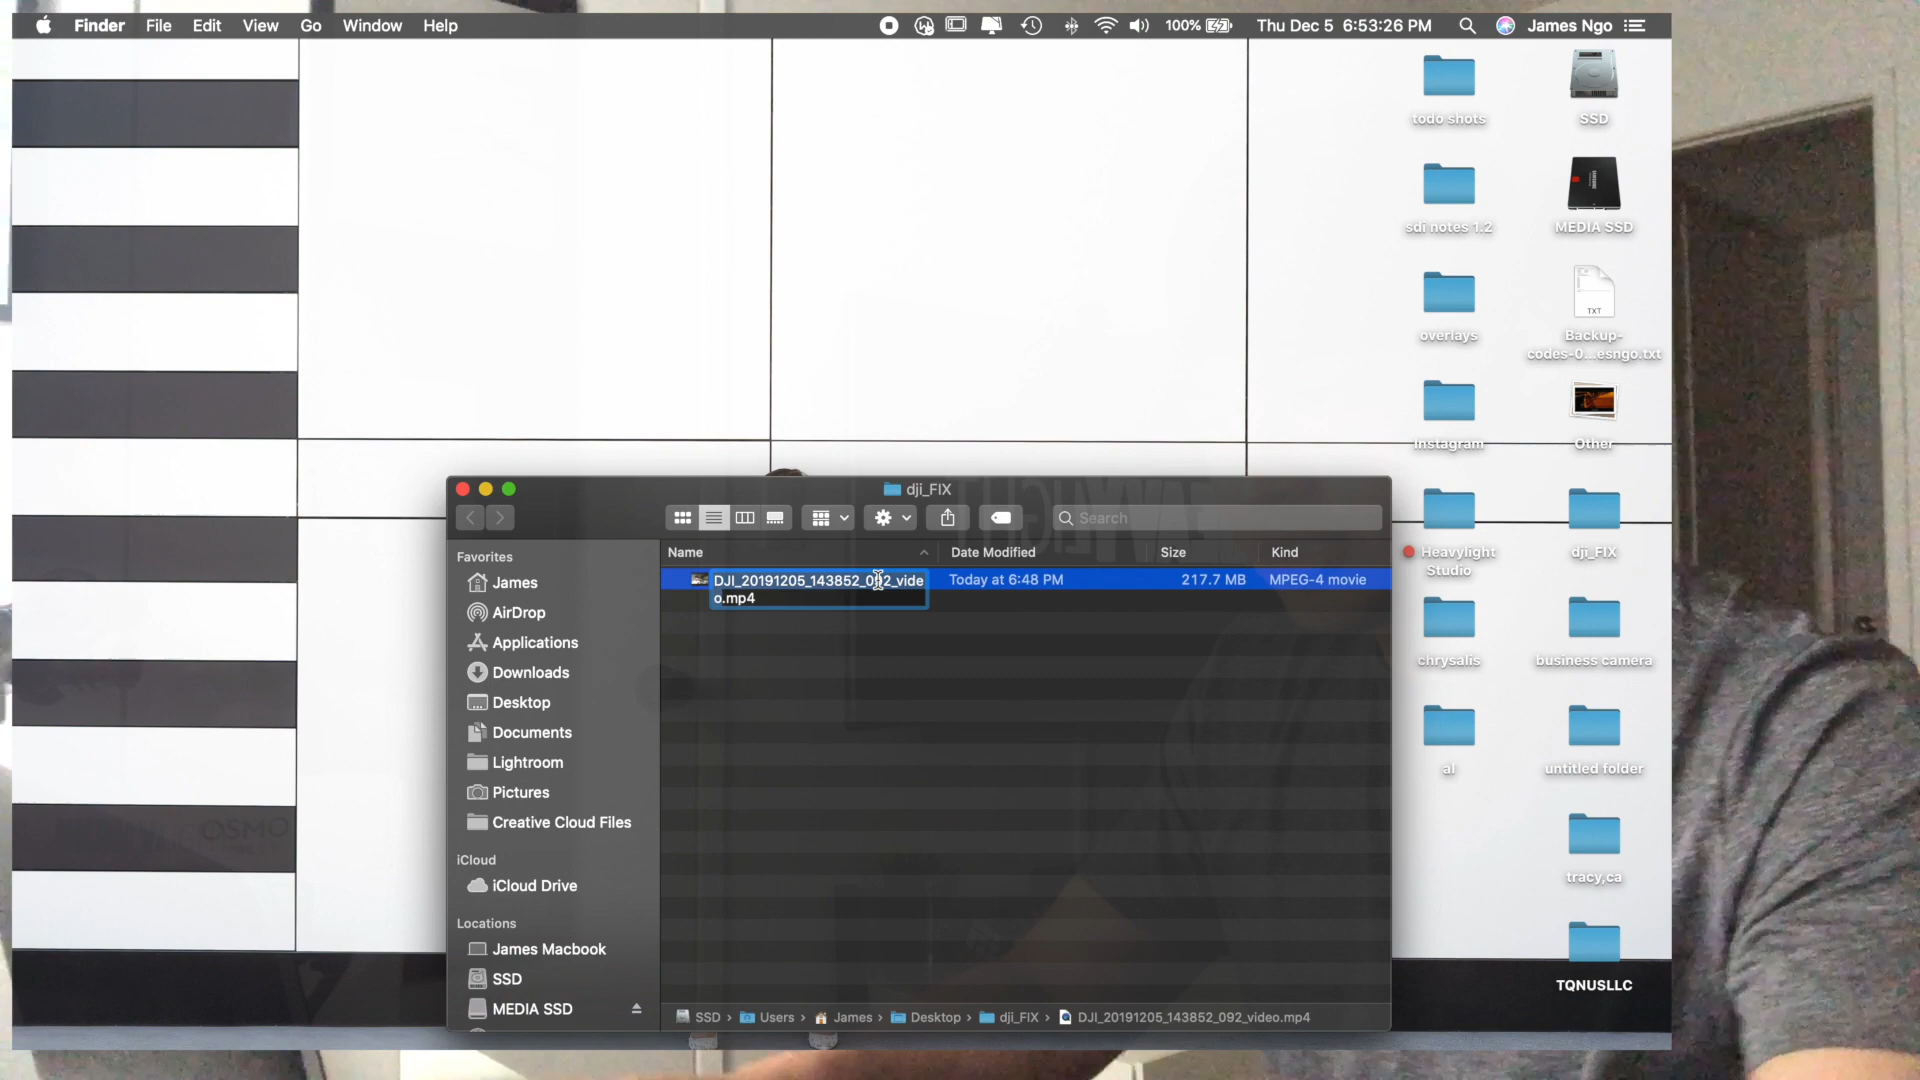 Finder File Edit View Go Window Help
100% Thu Dec 5 6:53:26 PM James Ngo
todo shots
SSD
sdi notes 1.2
MEDIA SSD
TXT
overlays
Backup-
codes-0...esngo.txt
Instagram
Other
Heavylight
Studio
dji_FIX
chrysalis
business camera
al
untitled folder
tracy,ca
TQNUSLLC
dji_FIX
Search
Name Date Modified Size Kind
DJI_20191205_143852_092_vide
o.mp4
Today at 6:48 PM 217.7 MB MPEG-4 movie
Favorites
James
AirDrop
Applications
Downloads
Desktop
Documents
Lightroom
Pictures
Creative Cloud Files
iCloud
iCloud Drive
Locations
James Macbook
SSD
MEDIA SSD
SSD › Users › James › Desktop › dji_FIX › DJI_20191205_143852_092_video.mp4
OSMO